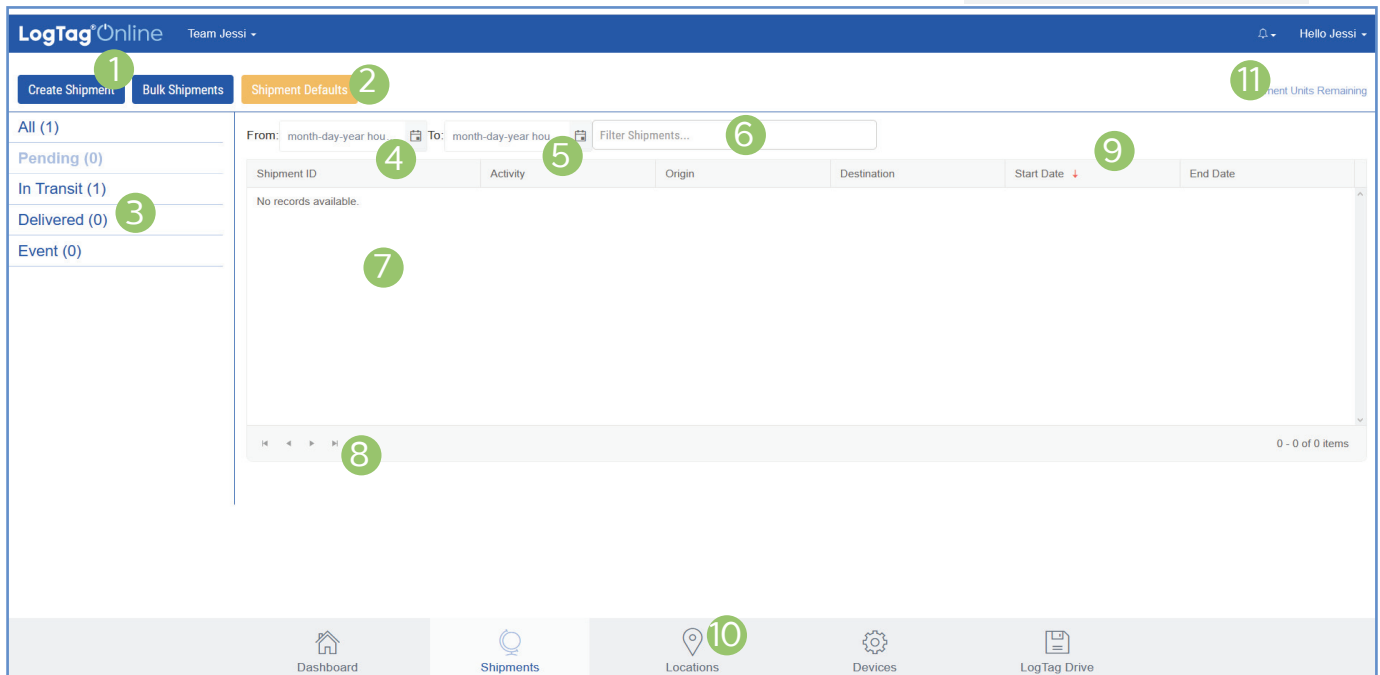 LogTag® Online Team Jessi Hello Jessi
1 2 11
Create Shipment Bulk Shipments Shipment Defaults Units Remaining
All (1)
Pending (0)
In Transit (1)
Delivered (0)
Event (0)
3
From: month-day-year hou To: month-day-year hou Filter Shipments...
4 5 6 9
Shipment ID Activity Origin Destination Start Date ↓ End Date
No records available.
7
8 0 - 0 of 0 items
10
Dashboard Shipments Locations Devices LogTag Drive